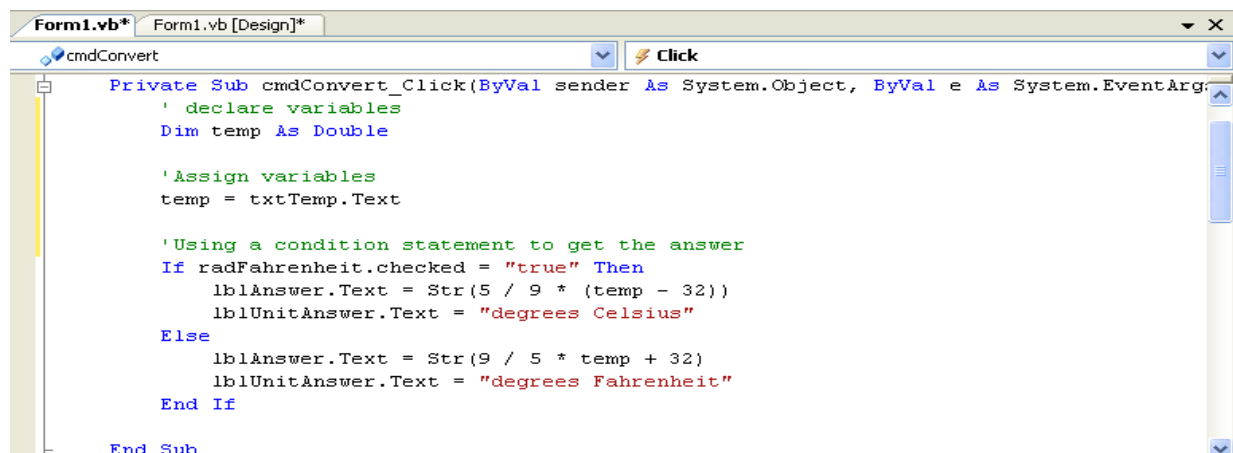 Form1.vb* Form1.vb [Design]*
cmdConvert Click
Private Sub cmdConvert_Click(ByVal sender As System.Object, ByVal e As System.EventArg
' declare variables
Dim temp As Double
'Assign variables
temp = txtTemp.Text
'Using a condition statement to get the answer
If radFahrenheit.checked = "true" Then
lblAnswer.Text = Str(5 / 9 * (temp - 32))
lblUnitAnswer.Text = "degrees Celsius"
Else
lblAnswer.Text = Str(9 / 5 * temp + 32)
lblUnitAnswer.Text = "degrees Fahrenheit"
End If
End Sub